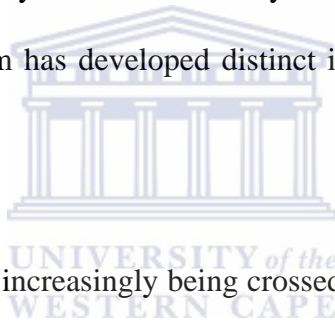 m has developed distinct i
UNIVERSITY of the
increasingly being crossed
WESTERN CAPE